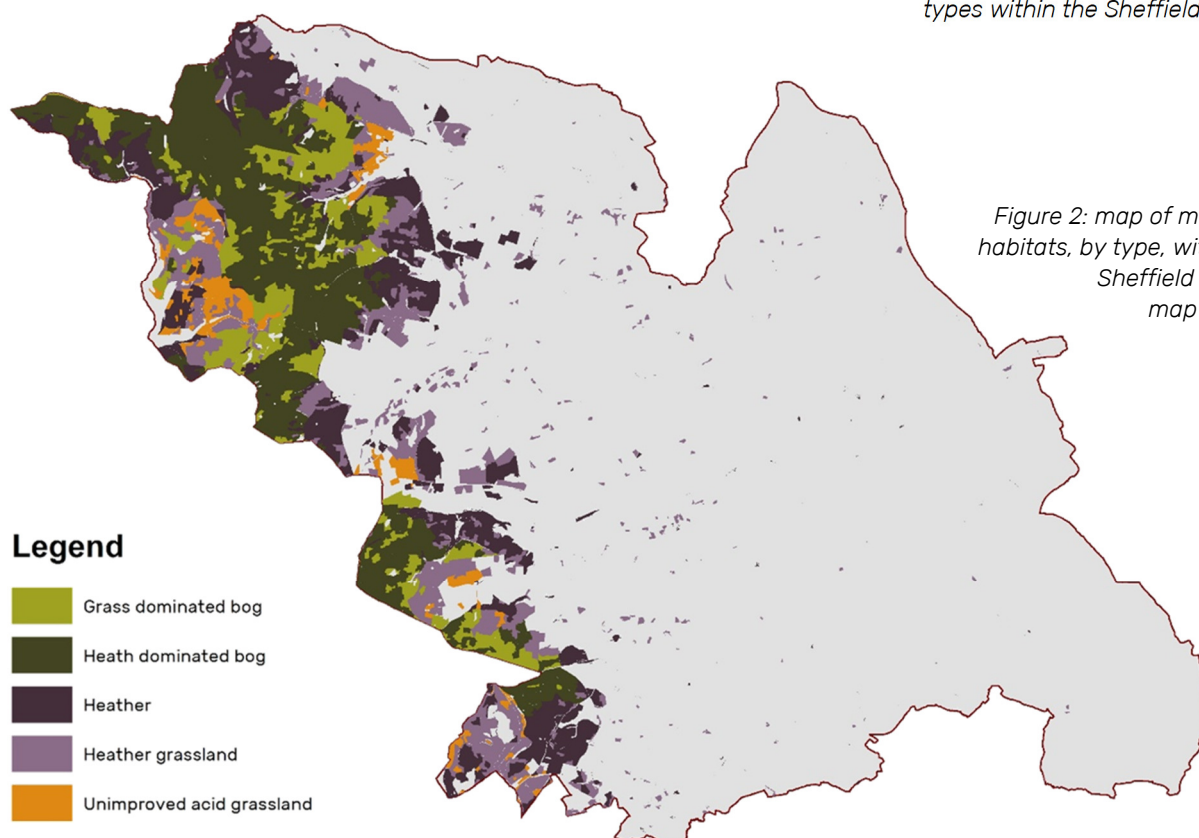 types within the Sheffield
Figure 2: map of m
habitats, by type, wi
Sheffield
map
Legend
Grass dominated bog
Heath dominated bog
Heather
Heather grassland
Unimproved acid grassland